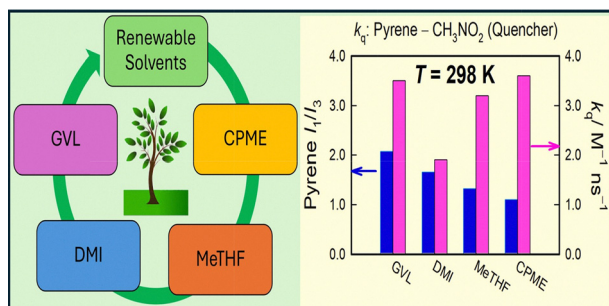 Renewable
Solvents
GVL
CPME
DMI
MeTHF
kq: Pyrene – CH3NO2 (Quencher)
T = 298 K
Pyrene I1/I3
4.0
3.0
2.0
1.0
0.0
4.0
3.0
2.0
1.0
0.0
kq/ M⁻¹ ns⁻¹
GVL
DMI
MeTHF
CPME